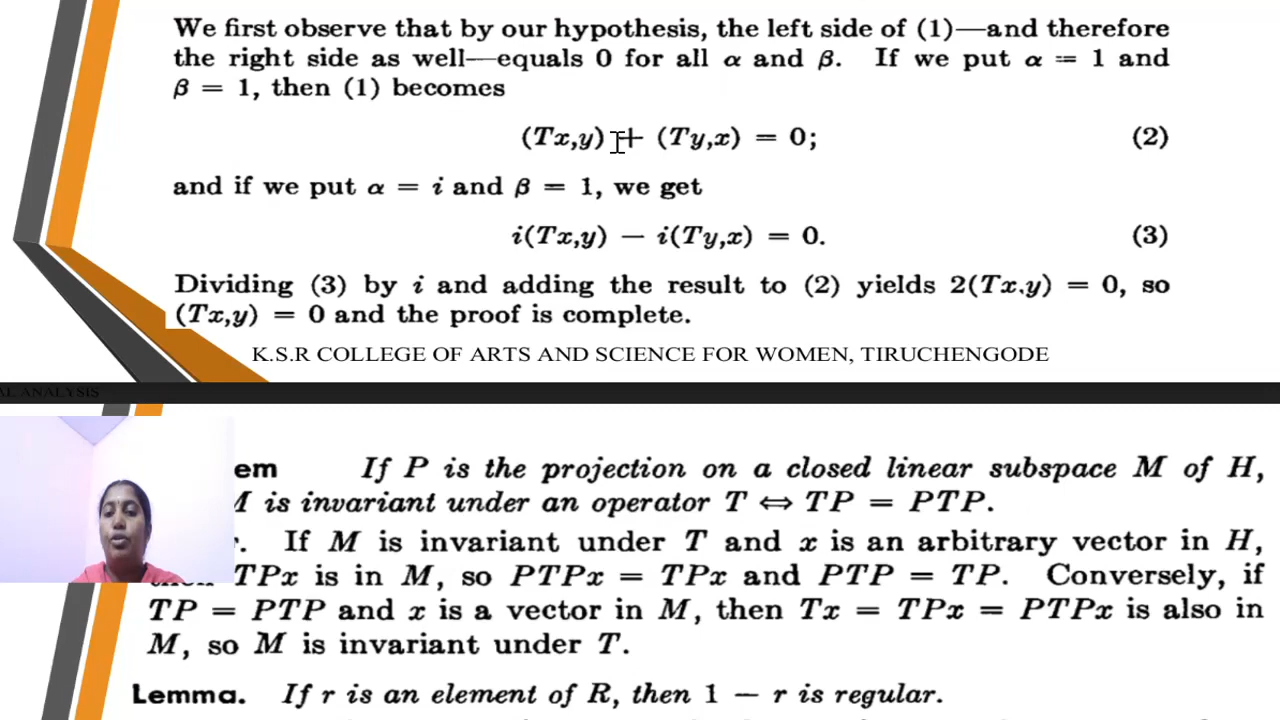 We first observe that by our hypothesis, the left side of (1)—and therefore
the right side as well—equals 0 for all α and β. If we put α = 1 and
β = 1, then (1) becomes
(Tx,y) + (Ty,x) = 0; (2)
and if we put α = i and β = 1, we get
i(Tx,y) − i(Ty,x) = 0. (3)
Dividing (3) by i and adding the result to (2) yields 2(Tx,y) = 0, so
(Tx,y) = 0 and the proof is complete.
K.S.R COLLEGE OF ARTS AND SCIENCE FOR WOMEN, TIRUCHENGODE
AL ANALYSIS
em If P is the projection on a closed linear subspace M of H,
M is invariant under an operator T ⇔ TP = PTP.
If M is invariant under T and x is an arbitrary vector in H,
TPx is in M, so PTPx = TPx and PTP = TP. Conversely, if
TP = PTP and x is a vector in M, then Tx = TPx = PTPx is also in
M, so M is invariant under T.
Lemma. If r is an element of R, then 1 − r is regular.